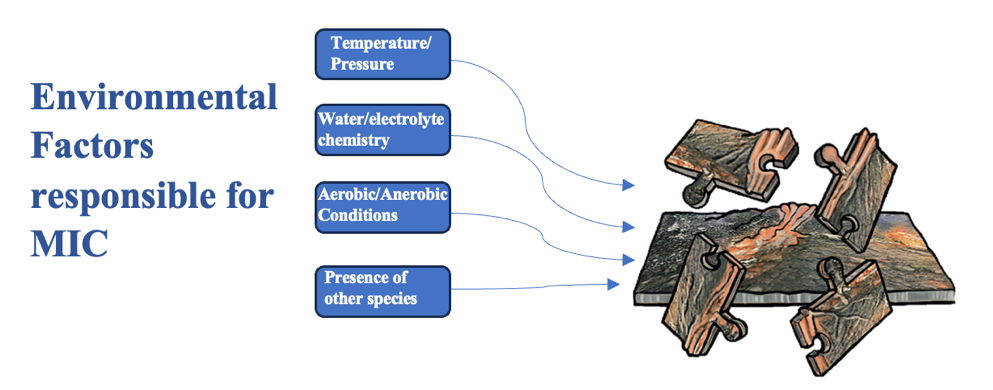 Environmental
Factors
responsible for
MIC
Temperature/
Pressure
Water/electrolyte
chemistry
Aerobic/Anerobic
Conditions
Presence of
other species